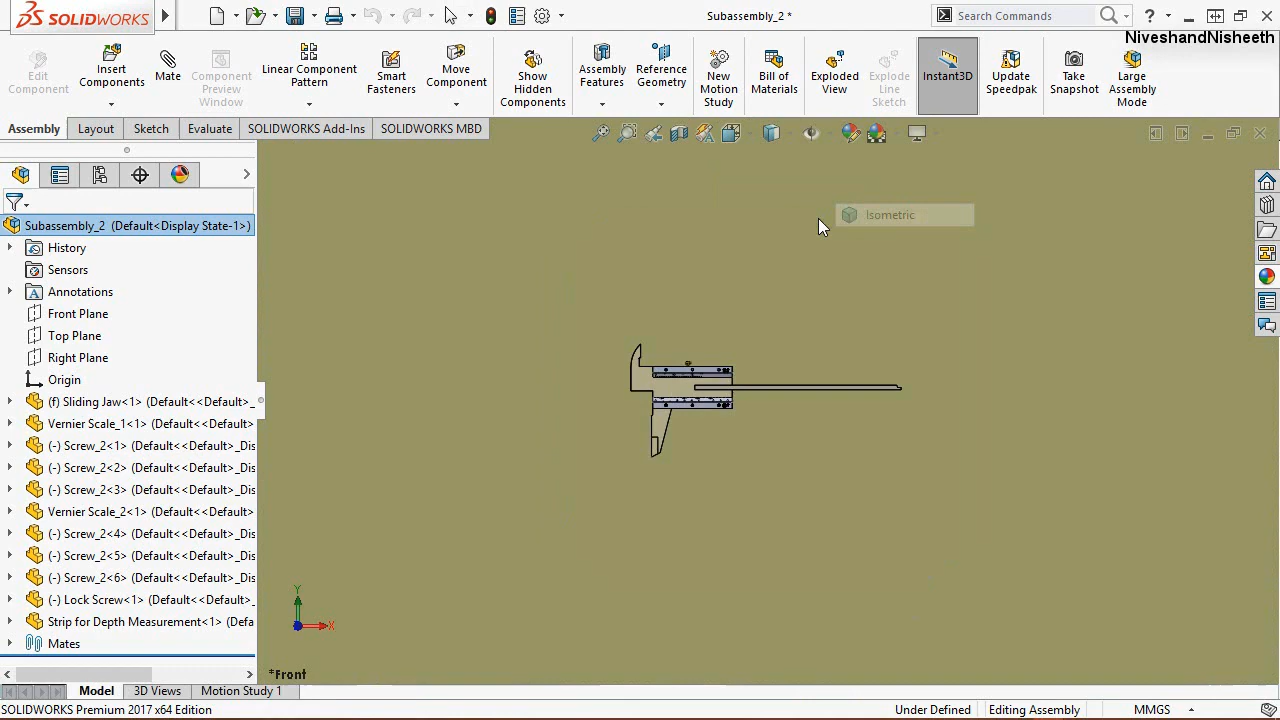 SOLIDWORKS
Subassembly_2 *
Search Commands
NiveshandNisheeth
Edit Component
Insert Components
Mate
Component Preview Window
Linear Component Pattern
Smart Fasteners
Move Component
Show Hidden Components
Assembly Features
Reference Geometry
New Motion Study
Bill of Materials
Exploded View
Explode Line Sketch
Instant3D
Update Speedpak
Take Snapshot
Large Assembly Mode
Assembly
Layout
Sketch
Evaluate
SOLIDWORKS Add-Ins
SOLIDWORKS MBD
Isometric
Subassembly_2 (Default<Display State-1>)
History
Sensors
A Annotations
Front Plane
Top Plane
Right Plane
Origin
(f) Sliding Jaw<1> (Default<<Default>_
Vernier Scale_1<1> (Default<<Default>
(-) Screw_2<1> (Default<<Default>_Dis
(-) Screw_2<2> (Default<<Default>_Dis
(-) Screw_2<3> (Default<<Default>_Dis
Vernier Scale_2<1> (Default<<Default>
(-) Screw_2<4> (Default<<Default>_Dis
(-) Screw_2<5> (Default<<Default>_Dis
(-) Screw_2<6> (Default<<Default>_Dis
(-) Lock Screw<1> (Default<<Default>_
Strip for Depth Measurement<1> (Defa
Mates
Y
X
*Front
Model
3D Views
Motion Study 1
SOLIDWORKS Premium 2017 x64 Edition
Under Defined
Editing Assembly
MMGS